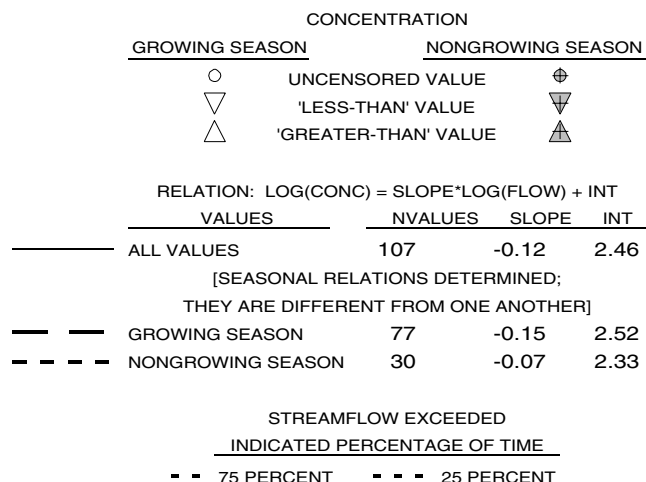 CONCENTRATION
GROWING SEASON NONGROWING SEASON
UNCENSORED VALUE
'LESS-THAN' VALUE
'GREATER-THAN' VALUE
RELATION: LOG(CONC) = SLOPE*LOG(FLOW) + INT
VALUES NVALUES SLOPE INT
ALL VALUES 107 -0.12 2.46
[SEASONAL RELATIONS DETERMINED;
THEY ARE DIFFERENT FROM ONE ANOTHER]
GROWING SEASON 77 -0.15 2.52
NONGROWING SEASON 30 -0.07 2.33
STREAMFLOW EXCEEDED
INDICATED PERCENTAGE OF TIME
75 PERCENT 25 PERCENT